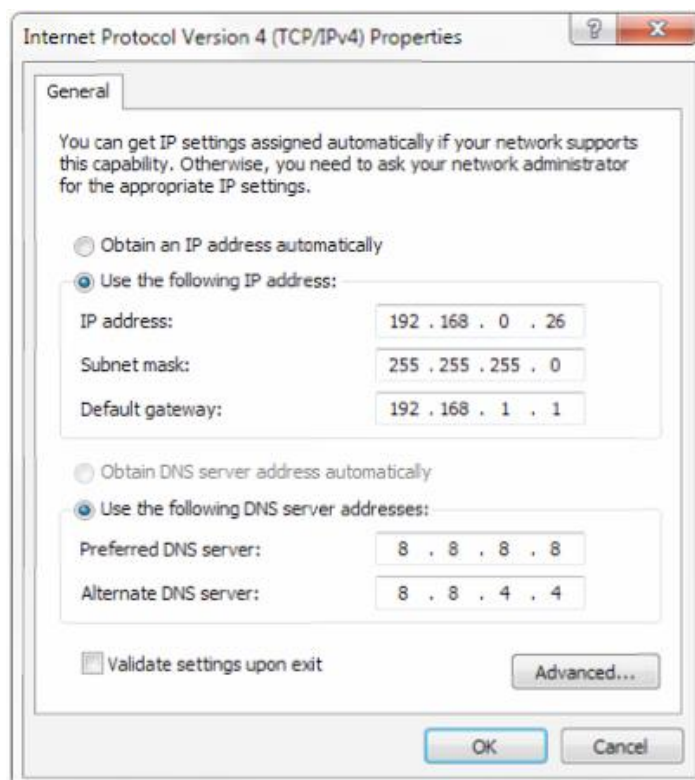 Internet Protocol Version 4 (TCP/IPv4) Properties
General
You can get IP settings assigned automatically if your network supports
this capability. Otherwise, you need to ask your network administrator
for the appropriate IP settings.
Obtain an IP address automatically
Use the following IP address:
IP address: 192 . 168 . 0 . 26
Subnet mask: 255 . 255 . 255 . 0
Default gateway: 192 . 168 . 1 . 1
Obtain DNS server address automatically
Use the following DNS server addresses:
Preferred DNS server: 8 . 8 . 8 . 8
Alternate DNS server: 8 . 8 . 4 . 4
Validate settings upon exit
Advanced...
OK Cancel